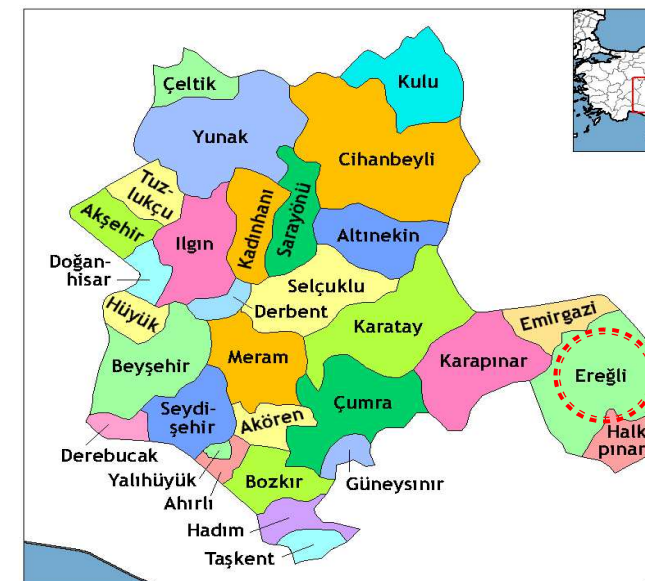 Çeltik
Kulu
Yunak
Cihanbeyli
Tuz-
lukçu
Akşehir
Ilgın
Kadınhanı
Sarayönü
Altınekin
Doğan-
hisar
Selçuklu
Derbent
Hüyük
Karatay
Emirgazi
Beyşehir
Meram
Karapınar
Ereğli
Seydi-
şehir
Akören
Çumra
Halk
pınar
Derebucak
Yalıhüyük
Ahırlı
Bozkır
Güneysınır
Hadım
Taşkent